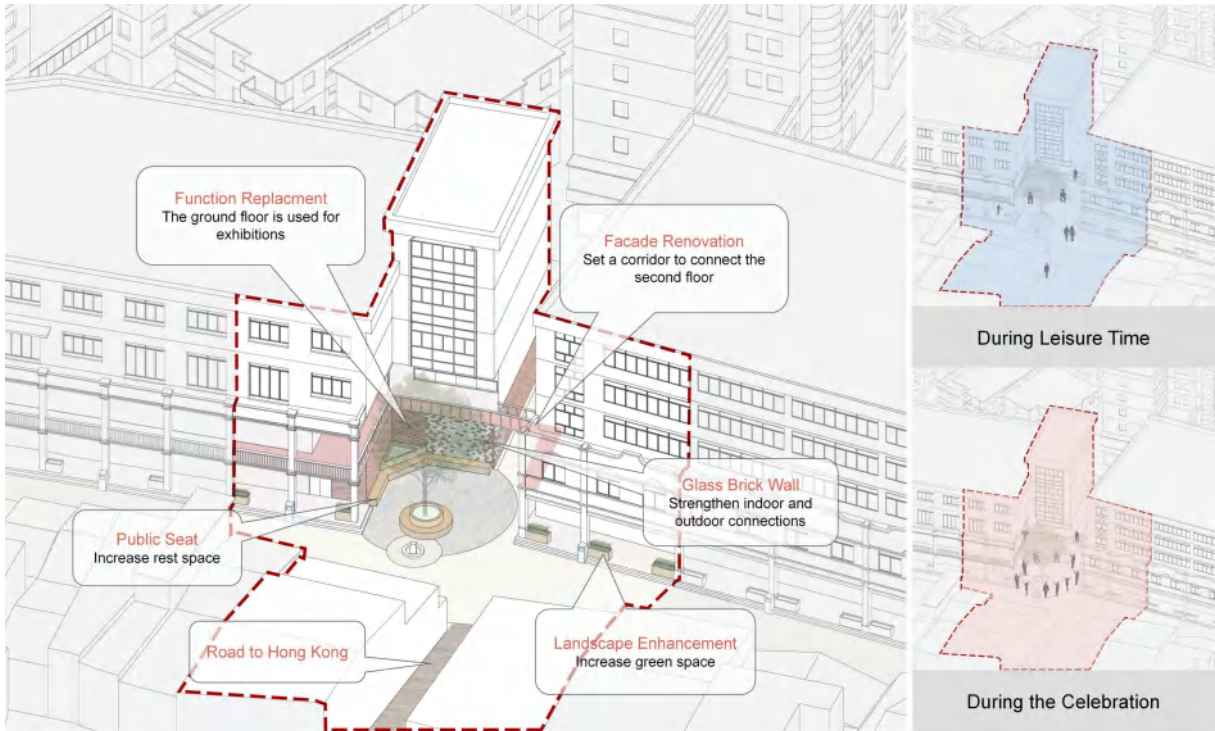 Function Replacment
The ground floor is used for
exhibitions
Facade Renovation
Set a corridor to connect the
second floor
Glass Brick Wall
Strengthen indoor and
outdoor connections
Public Seat
Increase rest space
Road to Hong Kong
Landscape Enhancement
Increase green space
During Leisure Time
During the Celebration